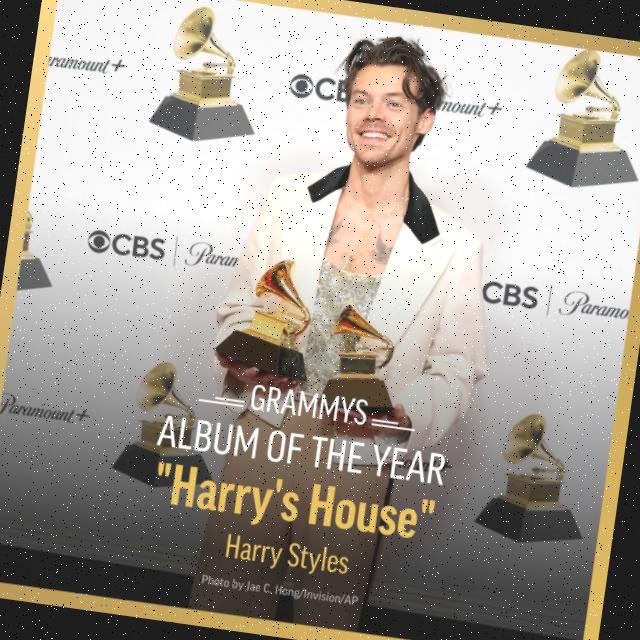 Paramount+
CBS
Paramount+
CBS
Paramount+
CBS
Paramount+
Paramount+
GRAMMYS
ALBUM OF THE YEAR
"Harry's House"
Harry Styles
Photo by Jae C. Hong/Invision/AP